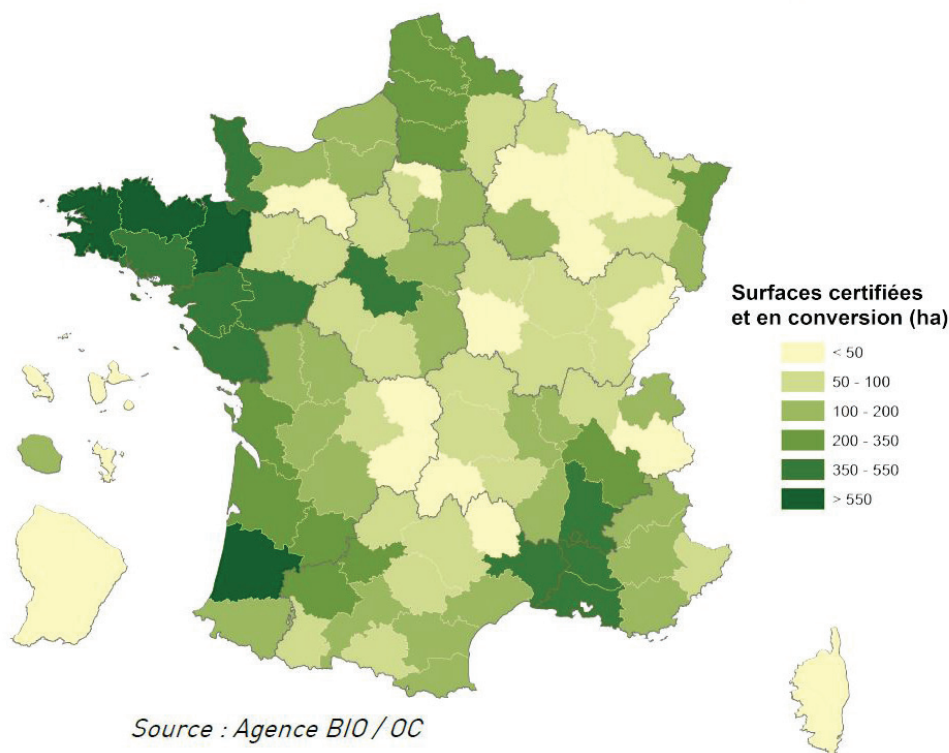 Surfaces certifiées
et en conversion (ha)
< 50
50 - 100
100 - 200
200 - 350
350 - 550
> 550
Source : Agence BIO / OC